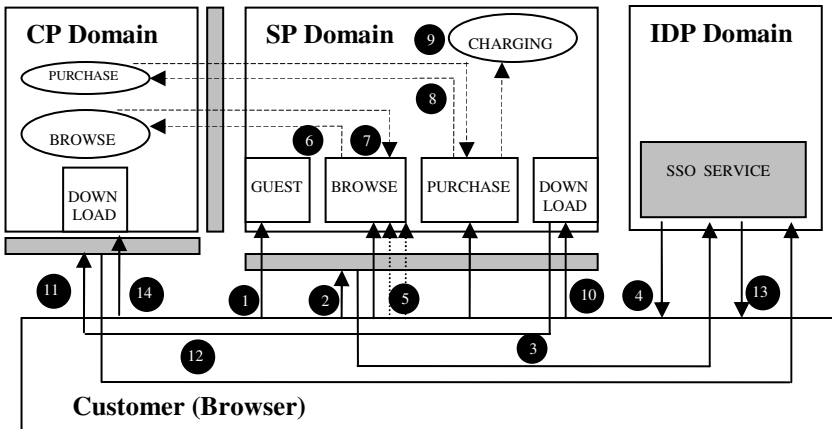 CP Domain
SP Domain
IDP Domain
9
CHARGING
PURCHASE
8
BROWSE
6
7
SSO SERVICE
GUEST
BROWSE
PURCHASE
DOWN
LOAD
DOWN
LOAD
11
14
1
2
5
10
4
13
12
3
Customer (Browser)